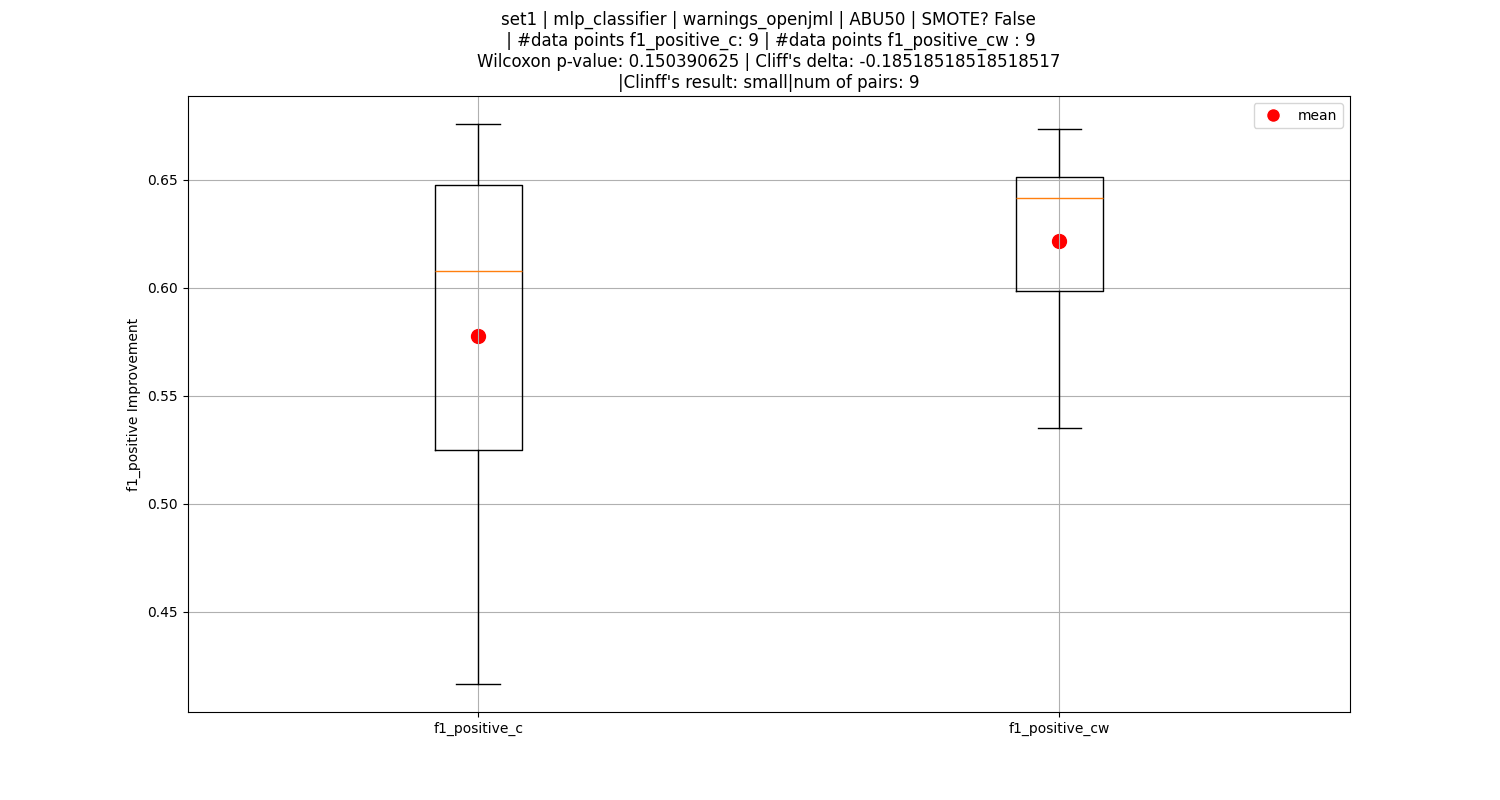 set1 | mlp_classifier | warnings_openjml | ABU50 | SMOTE? False
| #data points f1_positive_c: 9 | #data points f1_positive_cw : 9
Wilcoxon p-value: 0.150390625 | Cliff's delta: -0.18518518518518517
|Clinff's result: small|num of pairs: 9
mean
0.65
0.60
0.55
0.50
0.45
f1_positive Improvement
f1_positive_c
f1_positive_cw